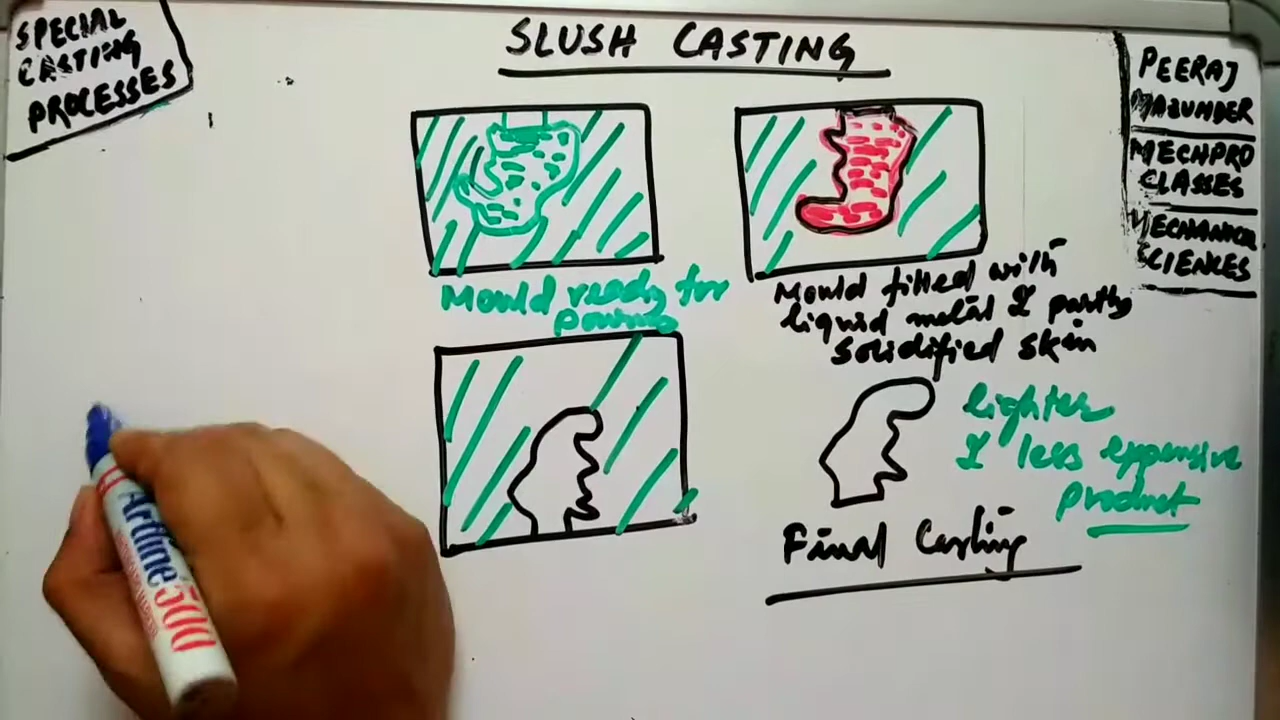 SPECIAL
CASTING
PROCESSES
SLUSH CASTING
PEERAJ
MAZUMDER
MECHPRO
CLASSES
MECHANICAL
SCIENCES
Mould ready for
pouring
Mould filled with
liquid metal & partly
solidified skin
lighter
& less expensive
product
Final Casting
Artline 500